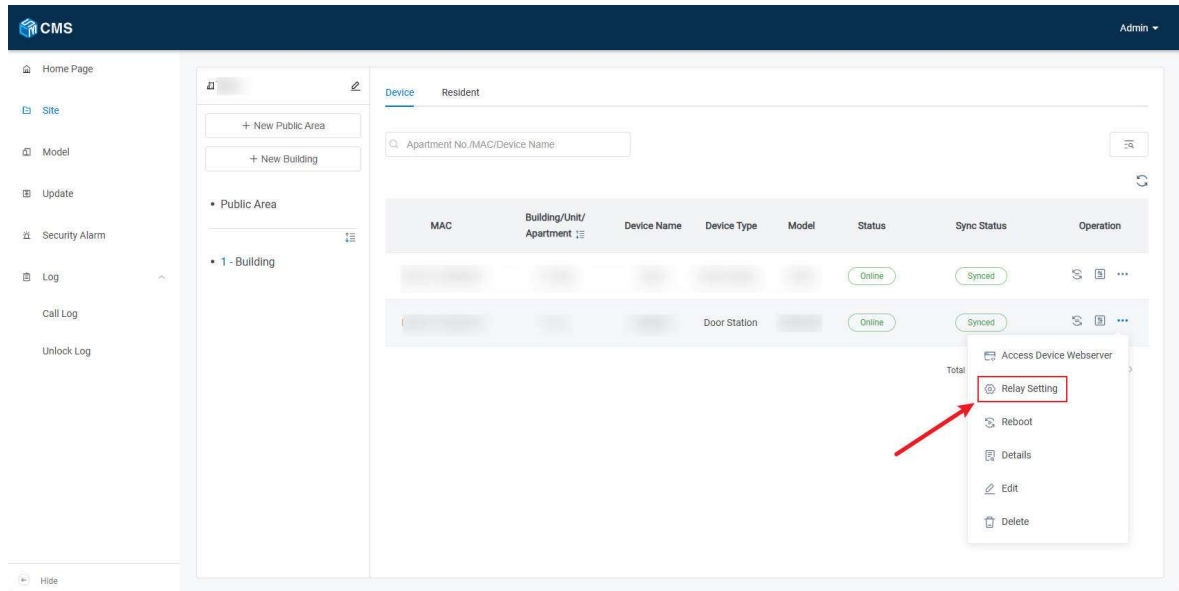 CMS
Admin
Home Page
Site
Model
Update
Security Alarm
Log
Call Log
Unlock Log
Hide
+ New Public Area
+ New Building
• Public Area
• 1 - Building
Device Resident
Apartment No./MAC/Device Name
MAC Building/Unit/ Device Name Device Type Model Status Sync Status Operation
Apartment
Online Synced
Door Station Online Synced
Total
Access Device Webserver
Relay Setting
Reboot
Details
Edit
Delete